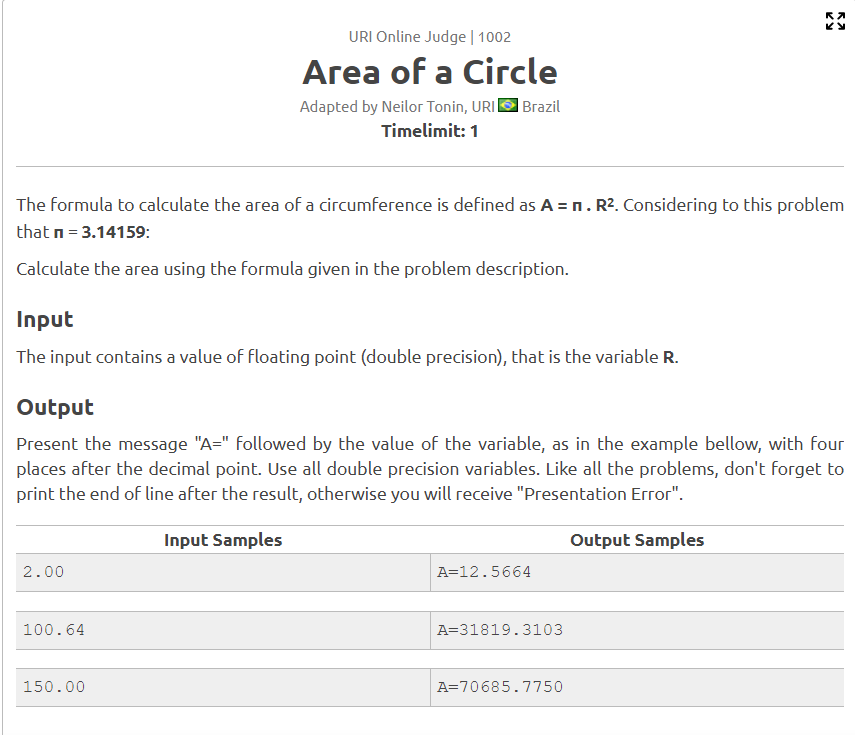 URI Online Judge | 1002
Area of a Circle
Adapted by Neilor Tonin, URI Brazil
Timelimit: 1
The formula to calculate the area of a circumference is defined as A = π . R². Considering to this problem
that π = 3.14159:
Calculate the area using the formula given in the problem description.
Input
The input contains a value of floating point (double precision), that is the variable R.
Output
Present the message "A=" followed by the value of the variable, as in the example bellow, with four
places after the decimal point. Use all double precision variables. Like all the problems, don't forget to
print the end of line after the result, otherwise you will receive "Presentation Error".
Input Samples Output Samples
2.00 A=12.5664
100.64 A=31819.3103
150.00 A=70685.7750